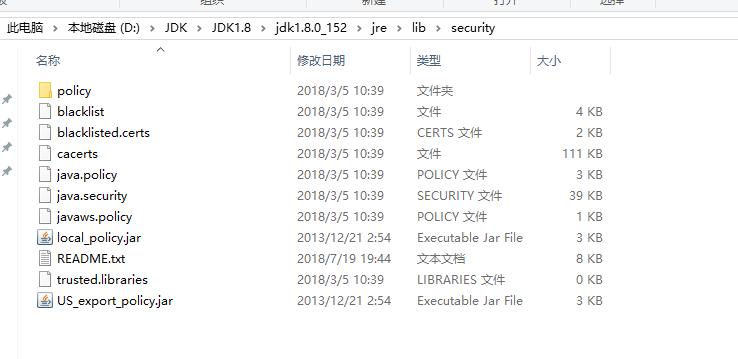 组织
新建
打开
选择
此电脑 > 本地磁盘 (D:) > JDK > JDK1.8 > jdk1.8.0_152 > jre > lib > security
名称 修改日期 类型 大小
policy 2018/3/5 10:39 文件夹
blacklist 2018/3/5 10:39 文件 4 KB
blacklisted.certs 2018/3/5 10:39 CERTS 文件 2 KB
cacerts 2018/3/5 10:39 文件 111 KB
java.policy 2018/3/5 10:39 POLICY 文件 3 KB
java.security 2018/3/5 10:39 SECURITY 文件 39 KB
javaws.policy 2018/3/5 10:39 POLICY 文件 1 KB
local_policy.jar 2013/12/21 2:54 Executable Jar File 3 KB
README.txt 2018/7/19 19:44 文本文档 8 KB
trusted.libraries 2018/3/5 10:39 LIBRARIES 文件 0 KB
US_export_policy.jar 2013/12/21 2:54 Executable Jar File 3 KB